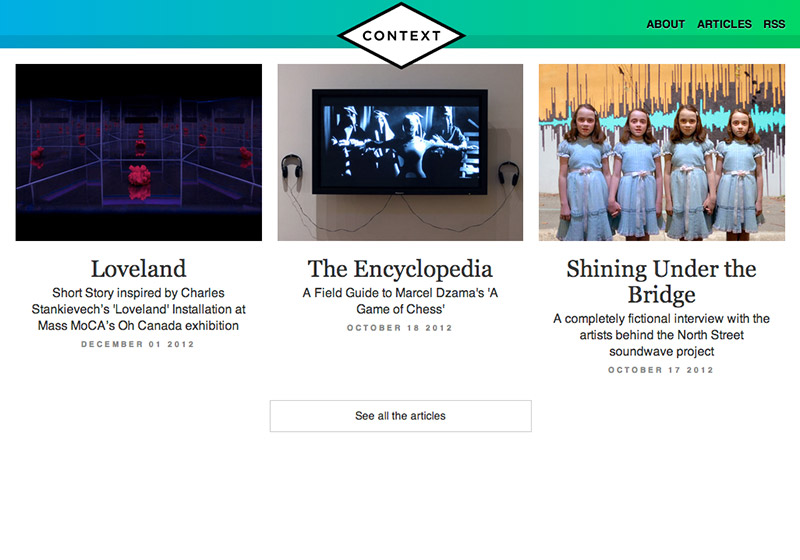 CONTEXT
ABOUT ARTICLES RSS
Loveland
Short Story inspired by Charles
Stankievech's 'Loveland' Installation at
Mass MoCA's Oh Canada exhibition
DECEMBER 01 2012
The Encyclopedia
A Field Guide to Marcel Dzama's 'A
Game of Chess'
OCTOBER 18 2012
Shining Under the
Bridge
A completely fictional interview with the
artists behind the North Street
soundwave project
OCTOBER 17 2012
See all the articles